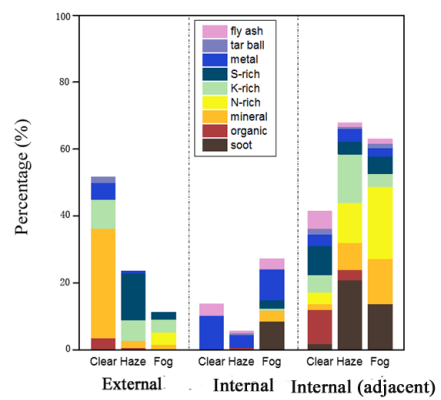 100
80
60
40
20
0
Percentage (%)
fly ash
tar ball
metal
S-rich
K-rich
N-rich
mineral
organic
soot
Clear Haze Fog Clear Haze Fog Clear Haze Fog
External Internal Internal (adjacent)